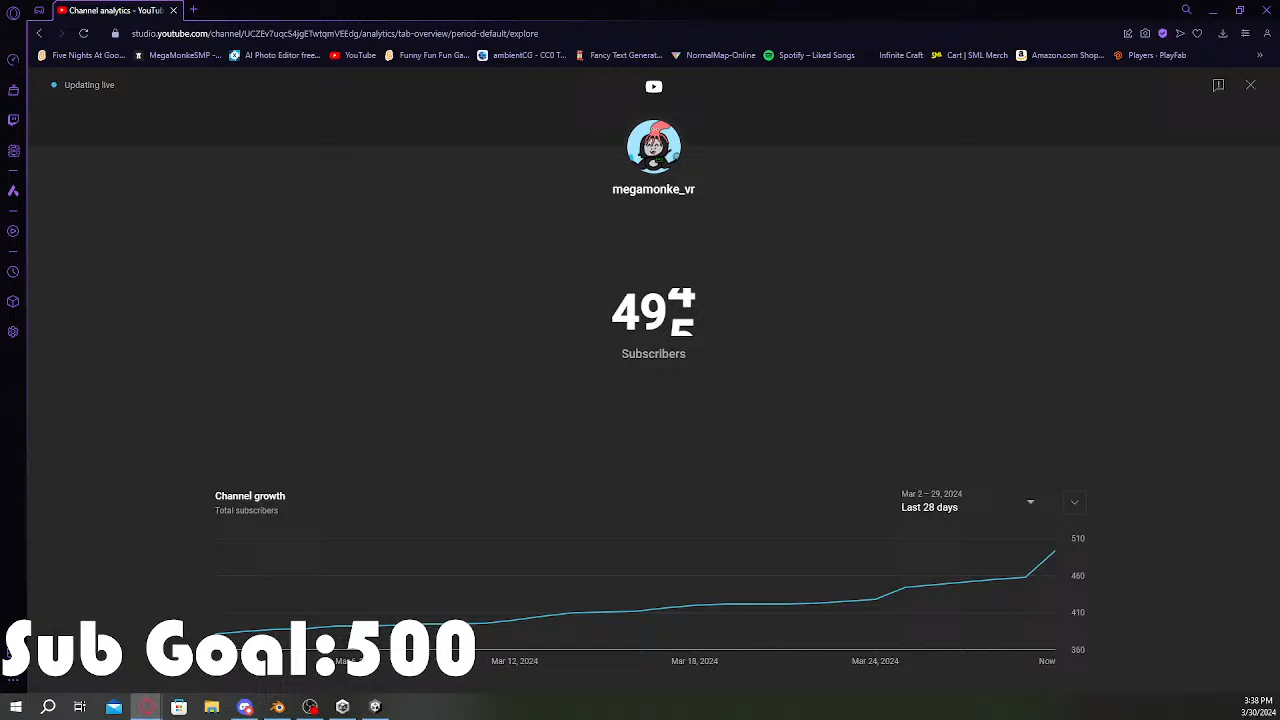 Channel analytics - YouTub
studio.youtube.com/channel/UCZEv7uqcS4jgETwtqmVEEdg/analytics/tab-overview/period-default/explore
Five Nights At Goo... MegaMonkeSMP -... AI Photo Editor free... YouTube Funny Fun Fun Ga... ambientCG - CC0 T... Fancy Text Generat... NormalMap-Online Spotify – Liked Songs Infinite Craft Cart | SML Merch Amazon.com Shop... Players - PlayFab
Updating live
megamonke_vr
49
4
5
Subscribers
Channel growth
Total subscribers
Mar 2 – 29, 2024
Last 28 days
510
460
410
360
Mar 12, 2024 Mar 18, 2024 Mar 24, 2024 Now
Sub Goal:500
3:38 PM
3/30/2024